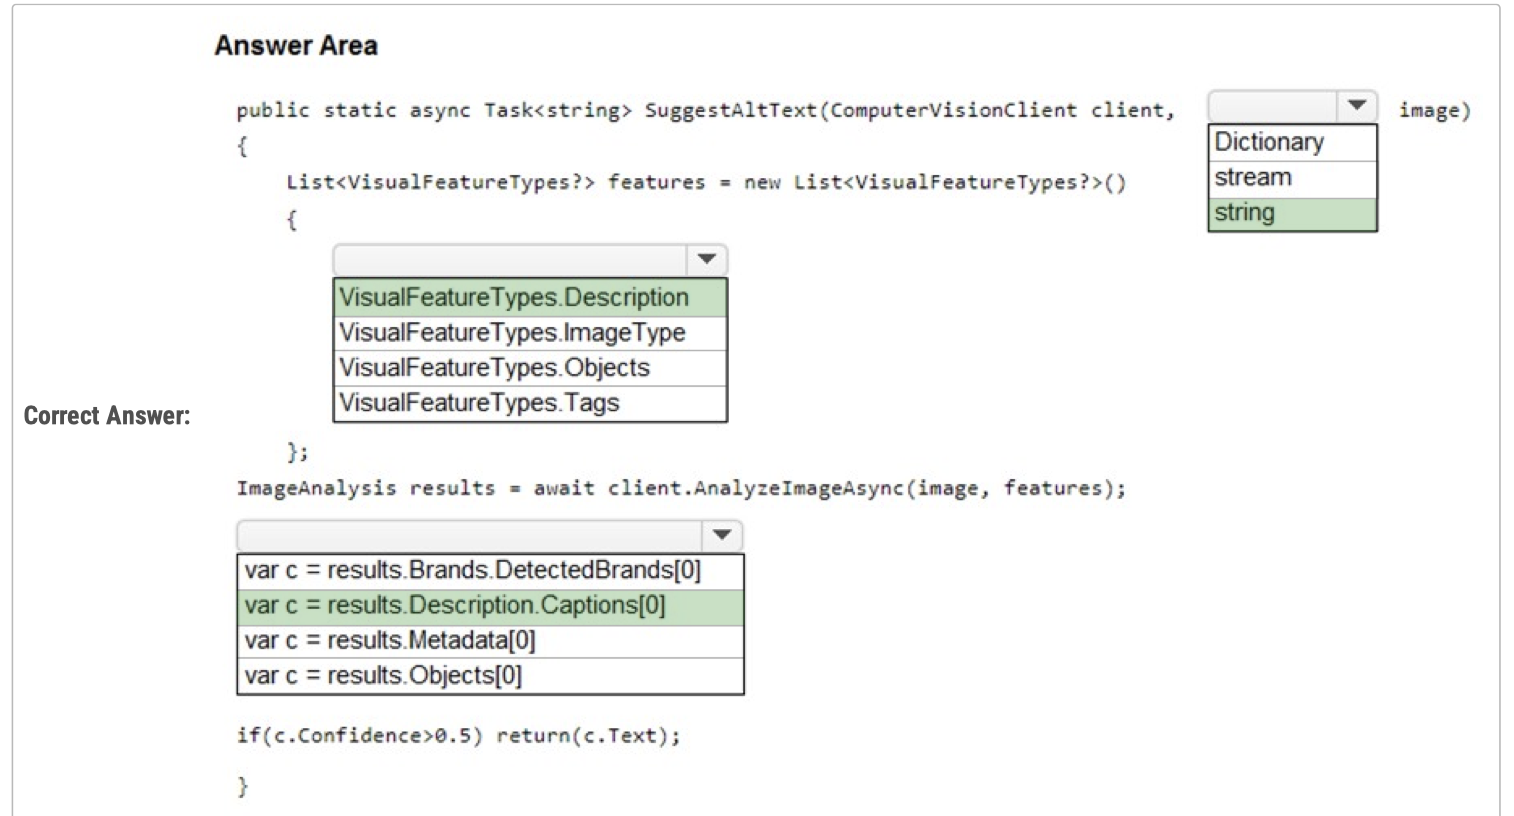 Answer Area
public static async Task<string> SuggestAltText(ComputerVisionClient client, image)
Dictionary
stream
string
{
List<VisualFeatureTypes?> features = new List<VisualFeatureTypes?>()
{
VisualFeatureTypes.Description
VisualFeatureTypes.ImageType
VisualFeatureTypes.Objects
VisualFeatureTypes.Tags
Correct Answer:
};
ImageAnalysis results = await client.AnalyzeImageAsync(image, features);
var c = results.Brands.DetectedBrands[0]
var c = results.Description.Captions[0]
var c = results.Metadata[0]
var c = results.Objects[0]
if(c.Confidence>0.5) return(c.Text);
}